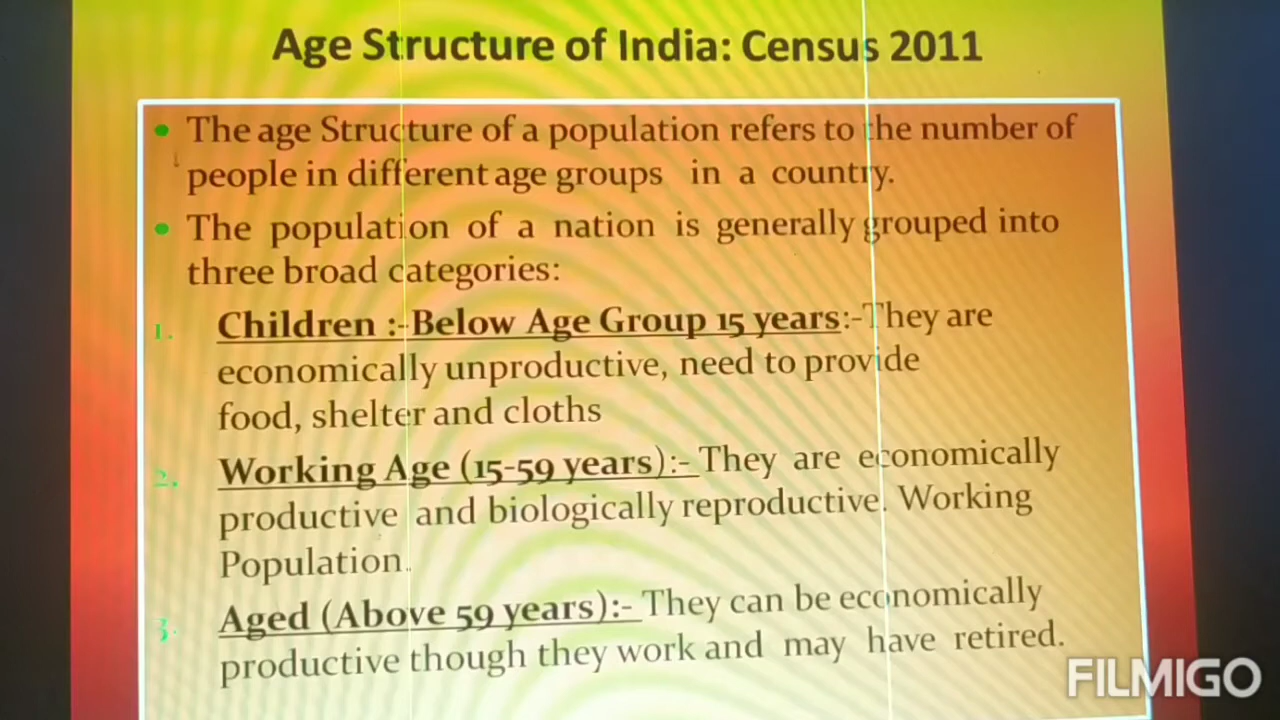 Age Structure of India: Census 2011
• The age Structure of a population refers to the number of
people in different age groups in a country.
• The population of a nation is generally grouped into
three broad categories:
1. Children :-Below Age Group 15 years:-They are
economically unproductive, need to provide
food, shelter and cloths
2. Working Age (15-59 years):- They are economically
productive and biologically reproductive. Working
Population.
3. Aged (Above 59 years):- They can be economically
productive though they work and may have retired.
FILMIGO